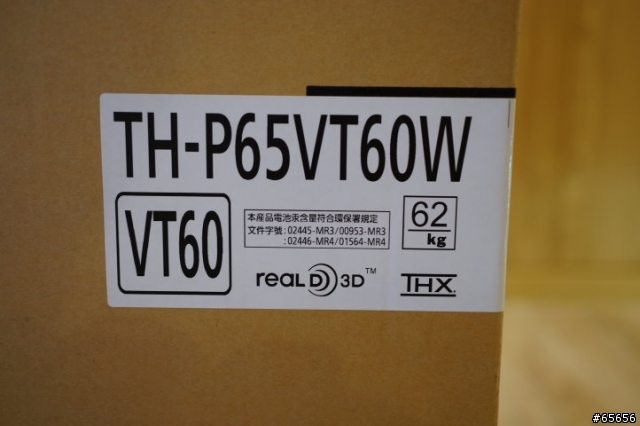 TH-P65VT60W
VT60
本產品電池汞含量符合環保署規定
文件字號:02445-MR3/00953-MR3
:02446-MR4/01564-MR4
62
kg
REALD 3D™
THX
#65656